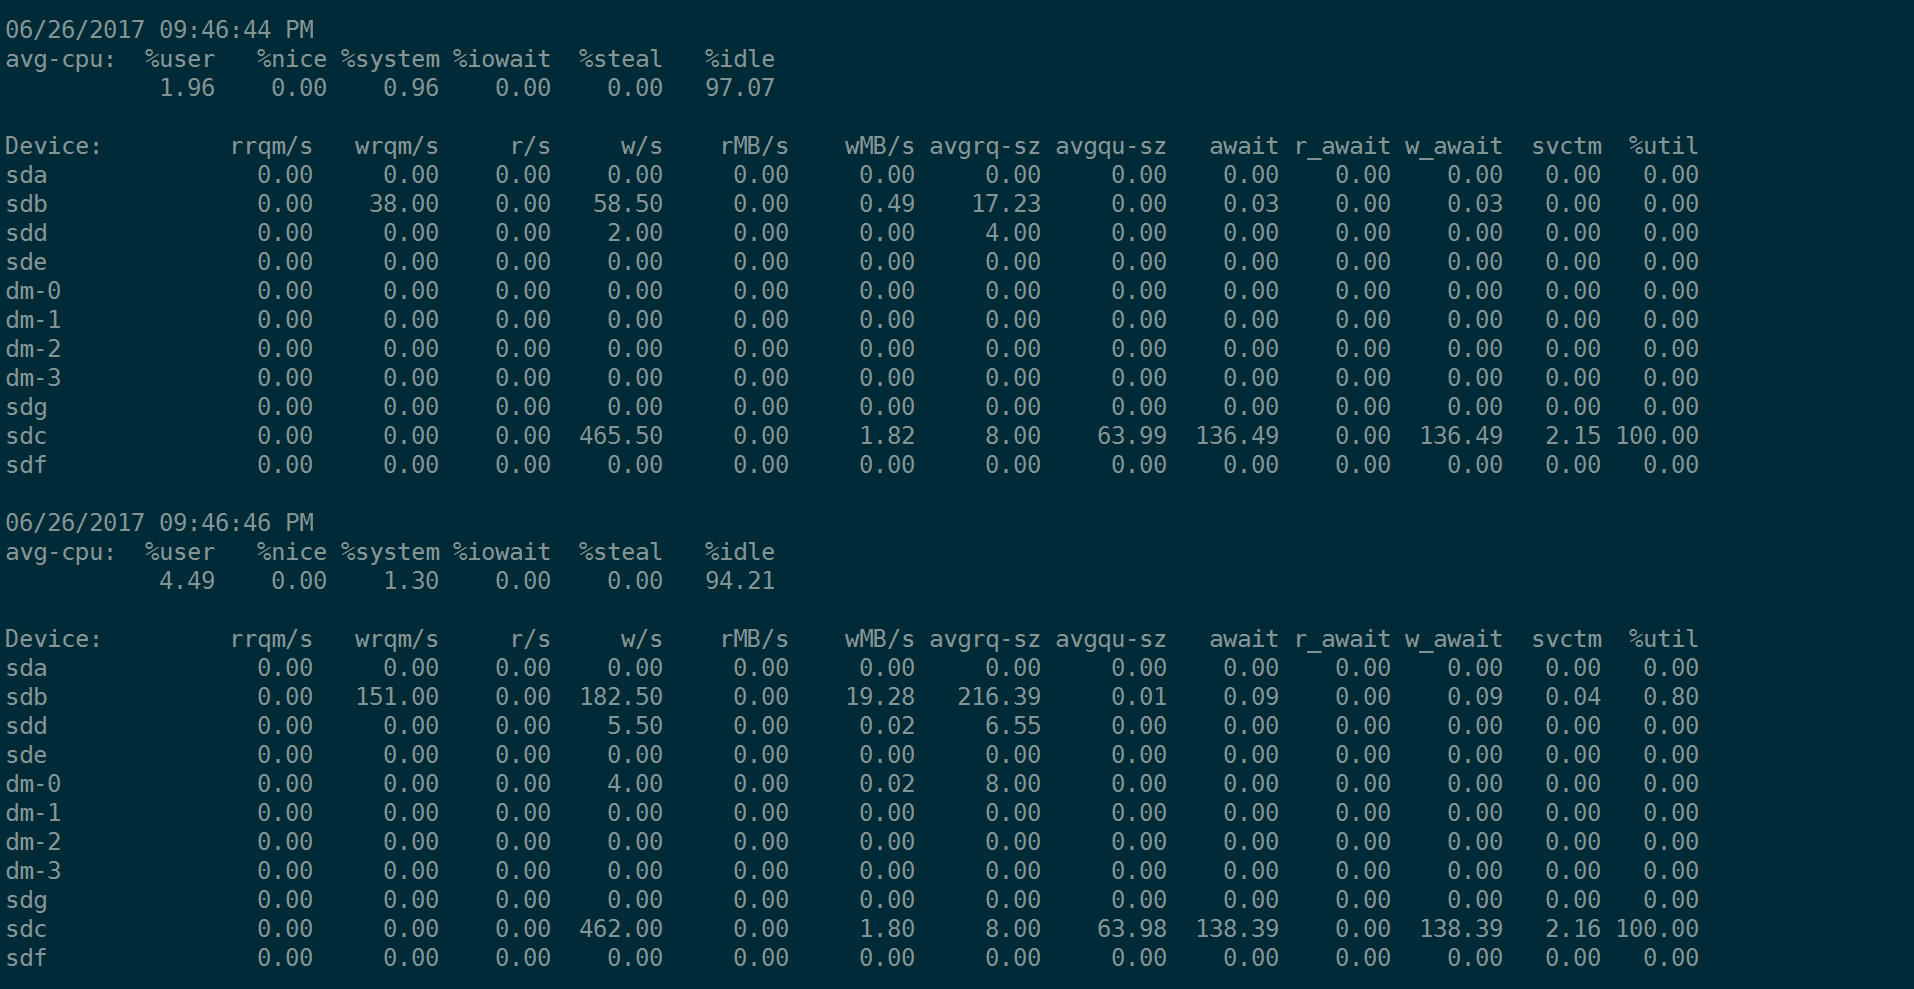 06/26/2017 09:46:44 PM
avg-cpu:  %user   %nice %system %iowait  %steal   %idle
           1.96    0.00    0.96    0.00    0.00   97.07

Device:         rrqm/s   wrqm/s     r/s     w/s    rMB/s    wMB/s avgrq-sz avgqu-sz   await r_await w_await  svctm  %util
sda               0.00     0.00    0.00    0.00     0.00     0.00     0.00     0.00    0.00    0.00    0.00   0.00   0.00
sdb               0.00    38.00    0.00   58.50     0.00     0.49    17.23     0.00    0.03    0.00    0.03   0.00   0.00
sdd               0.00     0.00    0.00    2.00     0.00     0.00     4.00     0.00    0.00    0.00    0.00   0.00   0.00
sde               0.00     0.00    0.00    0.00     0.00     0.00     0.00     0.00    0.00    0.00    0.00   0.00   0.00
dm-0              0.00     0.00    0.00    0.00     0.00     0.00     0.00     0.00    0.00    0.00    0.00   0.00   0.00
dm-1              0.00     0.00    0.00    0.00     0.00     0.00     0.00     0.00    0.00    0.00    0.00   0.00   0.00
dm-2              0.00     0.00    0.00    0.00     0.00     0.00     0.00     0.00    0.00    0.00    0.00   0.00   0.00
dm-3              0.00     0.00    0.00    0.00     0.00     0.00     0.00     0.00    0.00    0.00    0.00   0.00   0.00
sdg               0.00     0.00    0.00    0.00     0.00     0.00     0.00     0.00    0.00    0.00    0.00   0.00   0.00
sdc               0.00     0.00    0.00  465.50     0.00     1.82     8.00    63.99  136.49    0.00  136.49   2.15 100.00
sdf               0.00     0.00    0.00    0.00     0.00     0.00     0.00     0.00    0.00    0.00    0.00   0.00   0.00

06/26/2017 09:46:46 PM
avg-cpu:  %user   %nice %system %iowait  %steal   %idle
           4.49    0.00    1.30    0.00    0.00   94.21

Device:         rrqm/s   wrqm/s     r/s     w/s    rMB/s    wMB/s avgrq-sz avgqu-sz   await r_await w_await  svctm  %util
sda               0.00     0.00    0.00    0.00     0.00     0.00     0.00     0.00    0.00    0.00    0.00   0.00   0.00
sdb               0.00   151.00    0.00  182.50     0.00    19.28   216.39     0.01    0.09    0.00    0.09   0.04   0.80
sdd               0.00     0.00    0.00    5.50     0.00     0.02     6.55     0.00    0.00    0.00    0.00   0.00   0.00
sde               0.00     0.00    0.00    0.00     0.00     0.00     0.00     0.00    0.00    0.00    0.00   0.00   0.00
dm-0              0.00     0.00    0.00    4.00     0.00     0.02     8.00     0.00    0.00    0.00    0.00   0.00   0.00
dm-1              0.00     0.00    0.00    0.00     0.00     0.00     0.00     0.00    0.00    0.00    0.00   0.00   0.00
dm-2              0.00     0.00    0.00    0.00     0.00     0.00     0.00     0.00    0.00    0.00    0.00   0.00   0.00
dm-3              0.00     0.00    0.00    0.00     0.00     0.00     0.00     0.00    0.00    0.00    0.00   0.00   0.00
sdg               0.00     0.00    0.00    0.00     0.00     0.00     0.00     0.00    0.00    0.00    0.00   0.00   0.00
sdc               0.00     0.00    0.00  462.00     0.00     1.80     8.00    63.98  138.39    0.00  138.39   2.16 100.00
sdf               0.00     0.00    0.00    0.00     0.00     0.00     0.00     0.00    0.00    0.00    0.00   0.00   0.00